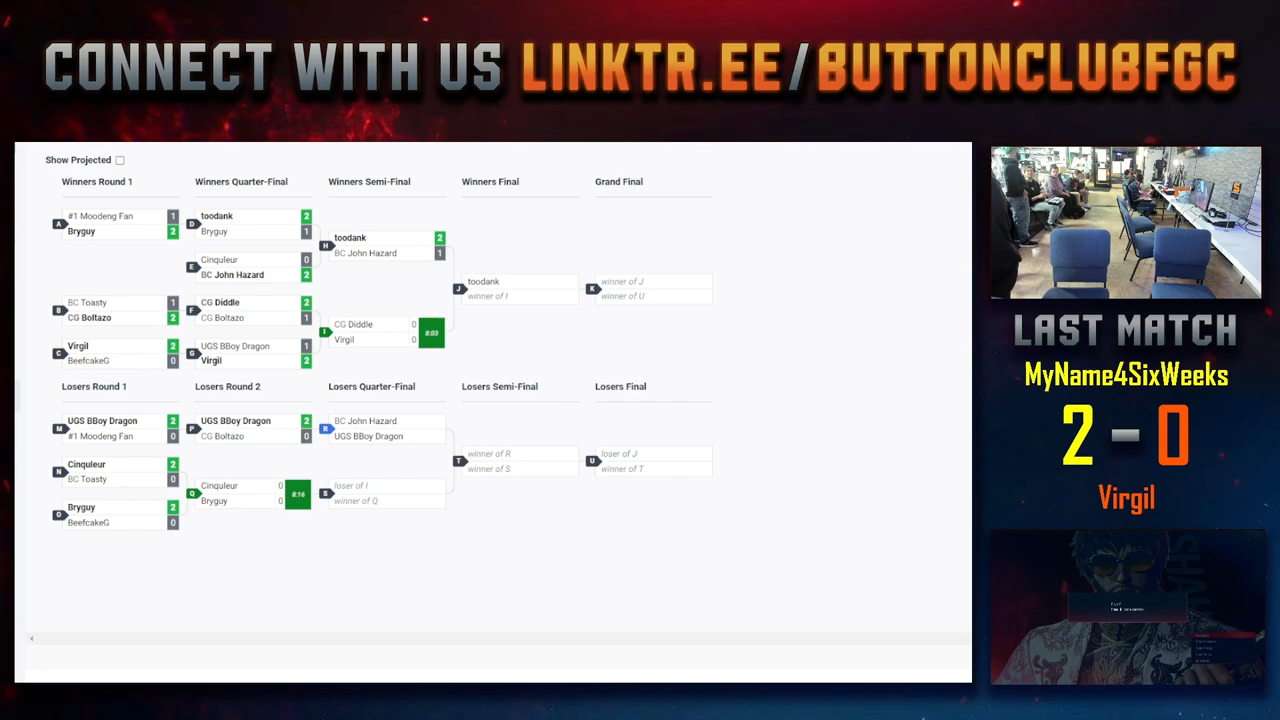 CONNECT WITH US LINKTR.EE/BUTTONCLUBFGC
Show Projected
Winners Round 1
Winners Quarter-Final
Winners Semi-Final
Winners Final
Grand Final
A #1 Moodeng Fan 1
Bryguy 2
B BC Toasty 1
CG Boltazo 2
C Virgil 2
BeefcakeG 0
D toodank 2
Bryguy 1
E Cinquleur 0
BC John Hazard 2
F CG Diddle 2
CG Boltazo 1
G UGS BBoy Dragon 1
Virgil 2
H toodank 2
BC John Hazard 1
I CG Diddle 0
Virgil 0
8:03
J toodank
winner of I
K winner of J
winner of U
Losers Round 1
Losers Round 2
Losers Quarter-Final
Losers Semi-Final
Losers Final
M UGS BBoy Dragon 2
#1 Moodeng Fan 0
N Cinquleur 2
BC Toasty 0
O Bryguy 2
BeefcakeG 0
P UGS BBoy Dragon 2
CG Boltazo 0
Q Cinquleur 0
Bryguy 0
8:16
R BC John Hazard
UGS BBoy Dragon
S loser of I
winner of Q
T winner of R
winner of S
U loser of J
winner of T
LAST MATCH
MyName4SixWeeks
2 - 0
Virgil